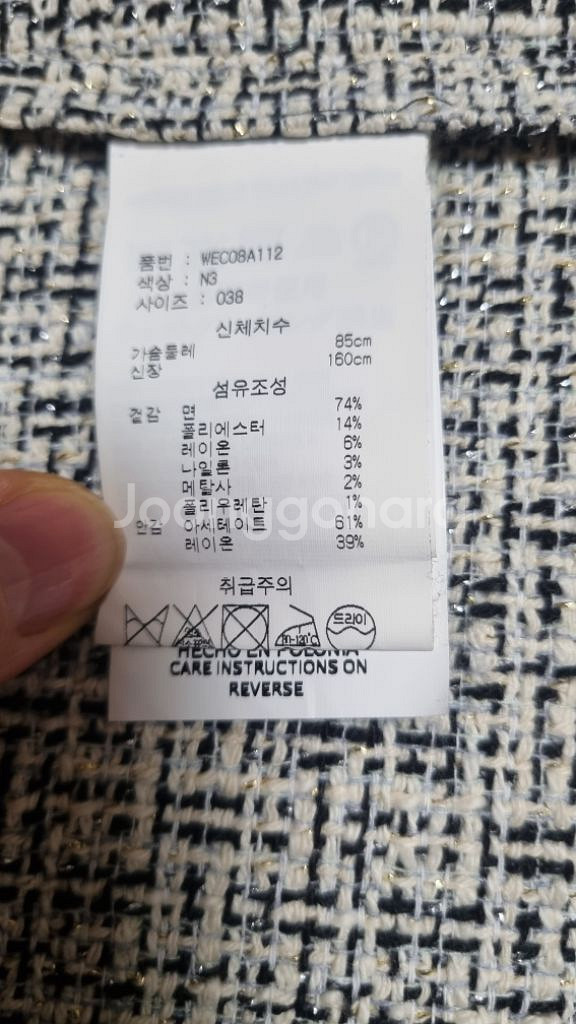 품번 : WEC08A112
색상 : N3
사이즈 : 038
신체치수
가슴둘레 85cm
신장 160cm
섬유조성
겉감 면 74%
폴리에스터 14%
레이온 6%
나일론 3%
메탈사 2%
폴리우레탄 1%
안감 아세테이트 61%
레이온 39%
Joonggonara
취급주의
80-120°C 드라이
HECHO EN POLONIA
CARE INSTRUCTIONS ON
REVERSE